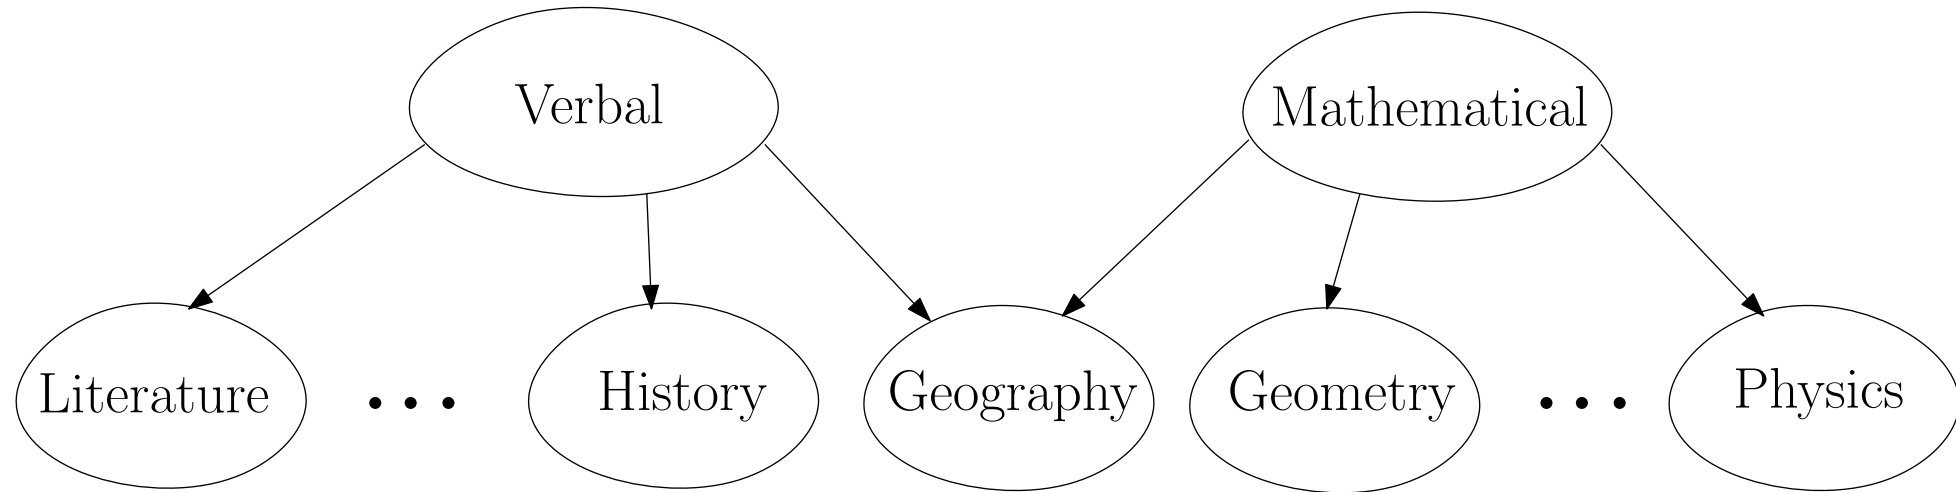 Verbal
Mathematical
Literature
...
History
Geography
Geometry
...
Physics